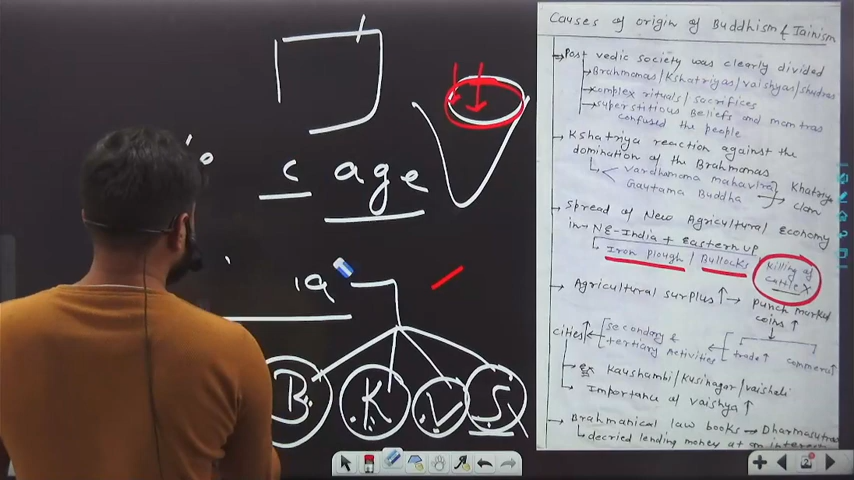 c age
B.
.K
.V
S
Causes of origin of Buddhism & Jainism
Post vedic society was clearly divided
Brahmanas/Kshatriyas/vaishyas/shudras
complex rituals/sacrifices
superstitious beliefs and mantras
confused the people
Kshatriya reaction against the
domination of the Brahmanas
vardhamana mahavira
Gautama Buddha
Khatriya
clan
Spread of New Agricultural Economy
in → NE-India + Eastern UP
Iron plough / Bullocks
Killing of
cattle X
Agricultural surplus ↑ → punch marked
coins ↑
cities ↑ ← secondary &
tertiary Activities ← trade ↑ commerce ↑
ex Kaushambi/Kusinagar/vaishali
Importance of vaishya ↑
Brahmanical law books → Dharmasutras
decried lending money at an interest
2